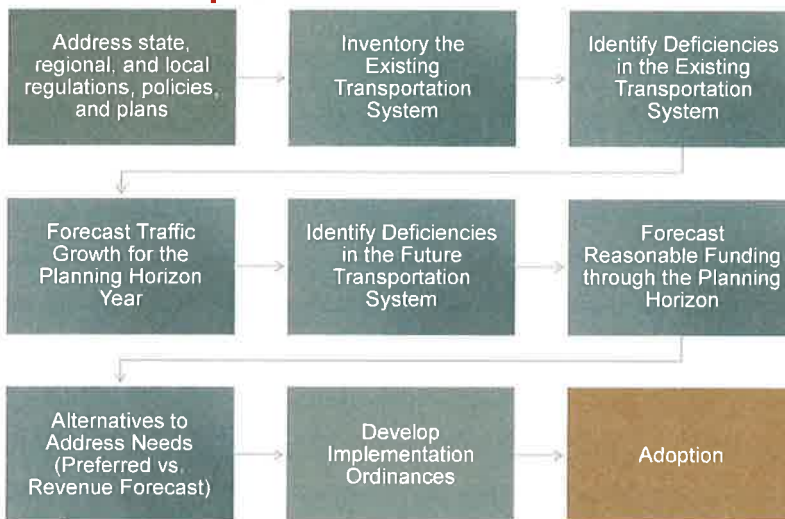 Address state,
regional, and local
regulations, policies,
and plans
Inventory the
Existing
Transportation
System
Identify Deficiencies
in the Existing
Transportation
System
Forecast Traffic
Growth for the
Planning Horizon
Year
Identify Deficiencies
in the Future
Transportation
System
Forecast
Reasonable Funding
through the Planning
Horizon
Alternatives to
Address Needs
(Preferred vs.
Revenue Forecast)
Develop
Implementation
Ordinances
Adoption